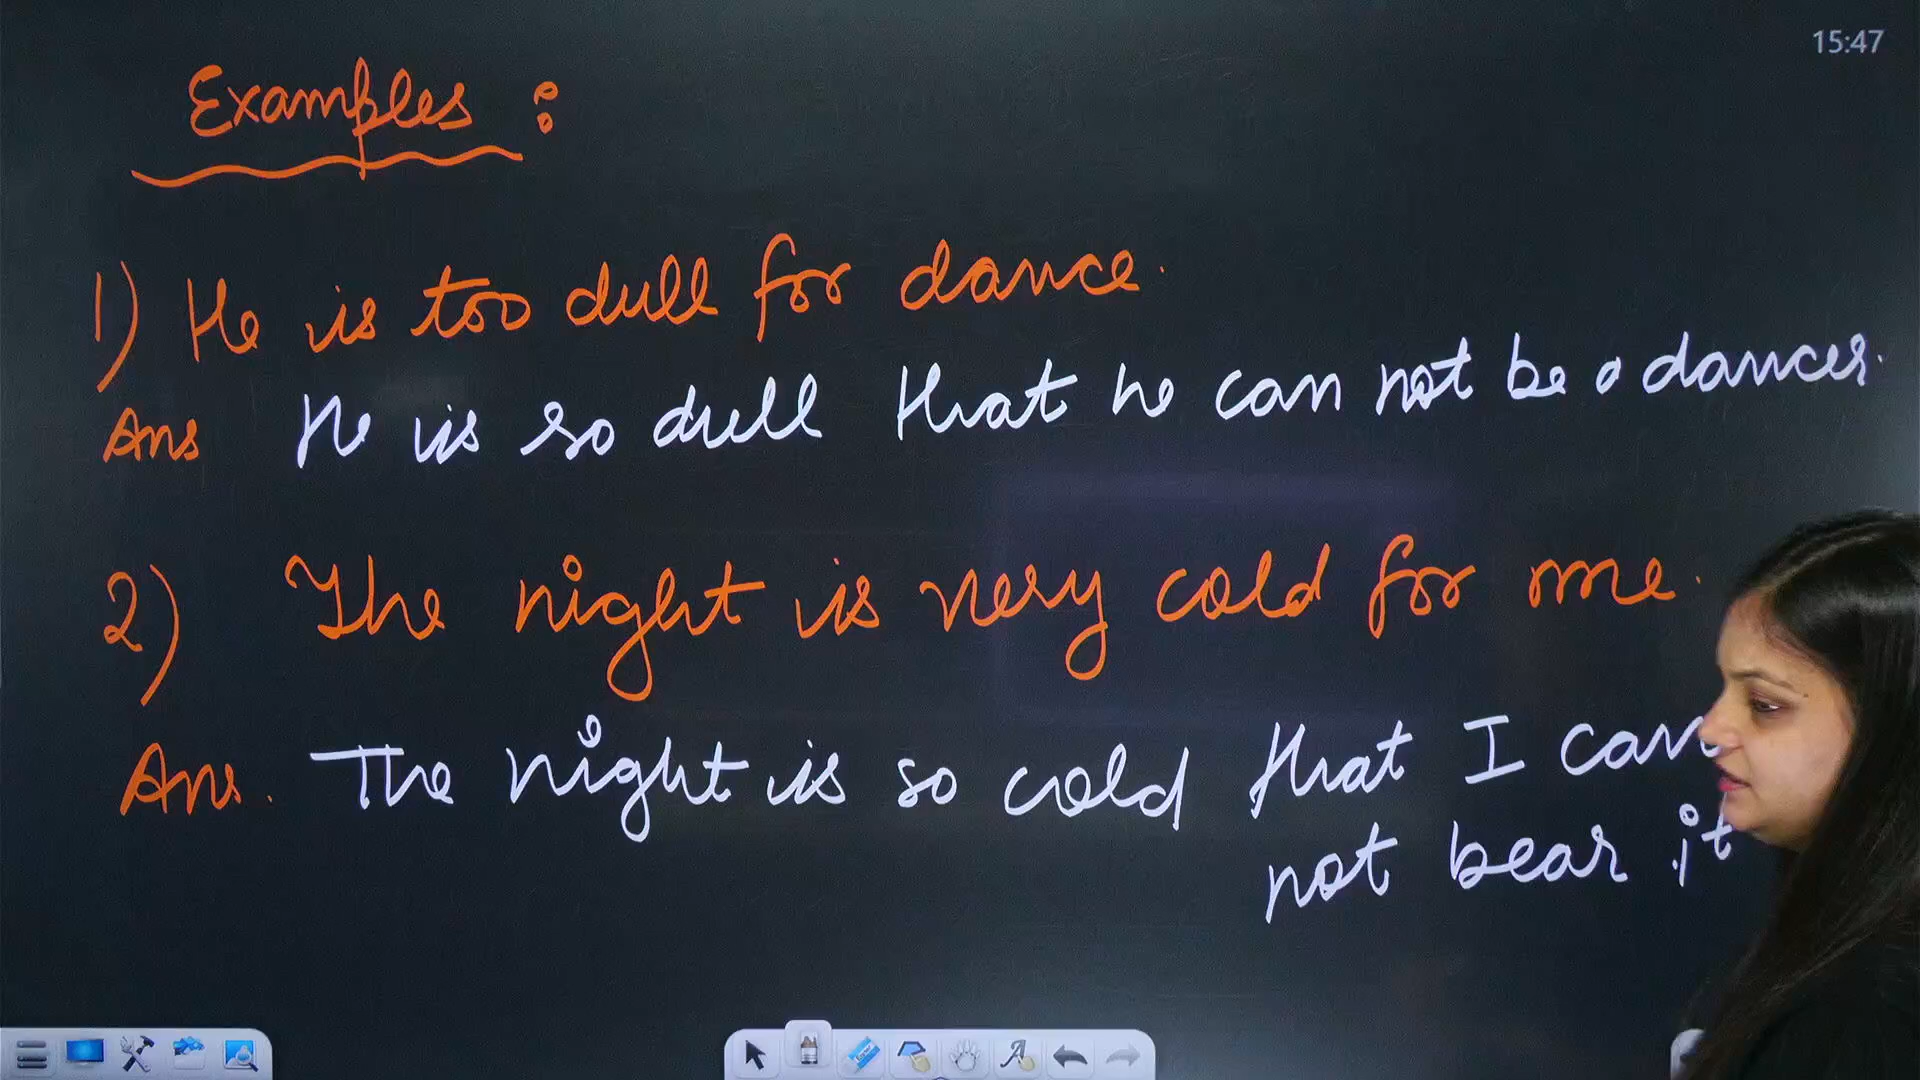 15:47
Examples :
1) He is too dull for dance.
Ans He is so dull that he can not be a dancer.
2) The night is very cold for me.
Ans. The night is so cold that I can
not bear it